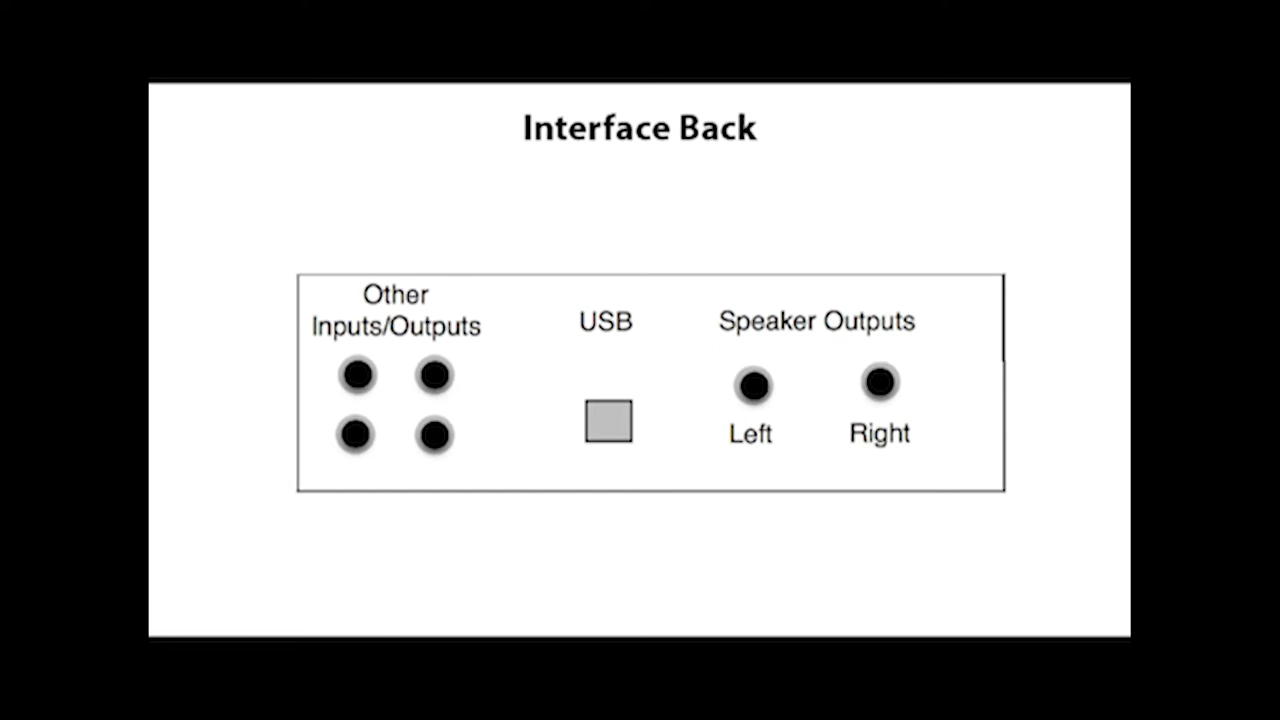 Interface Back
Other
Inputs/Outputs
USB
Speaker Outputs
Left
Right